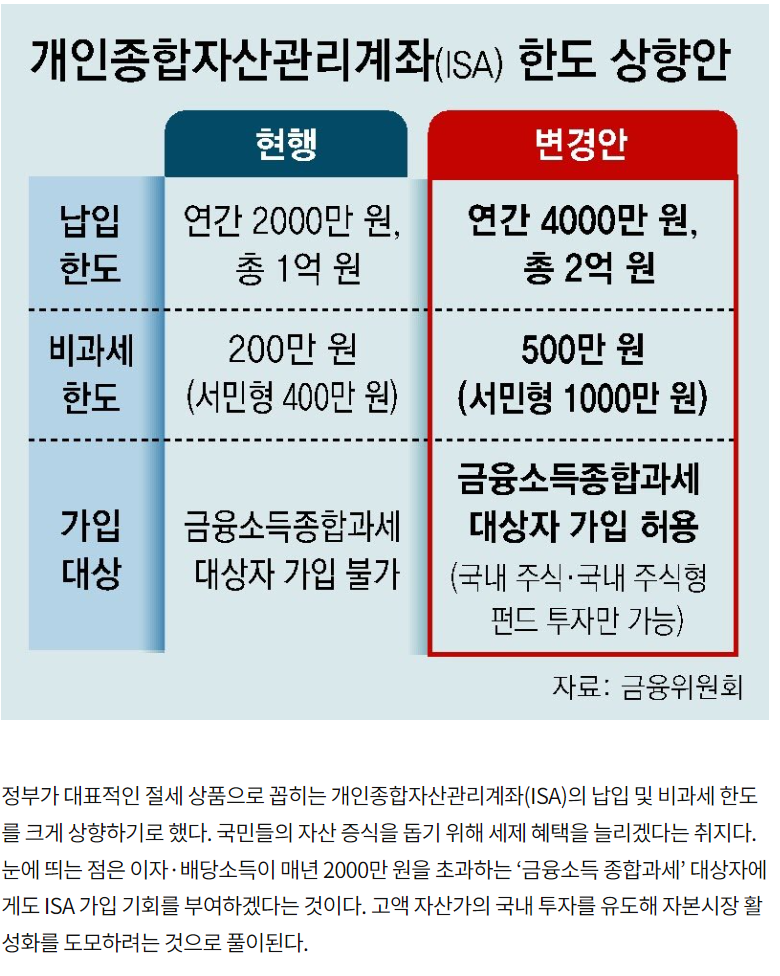 개인종합자산관리계좌(ISA) 한도 상향안
현행
변경안
납입
한도
연간 2000만 원,
총 1억 원
연간 4000만 원,
총 2억 원
비과세
한도
200만 원
(서민형 400만 원)
500만 원
(서민형 1000만 원)
가입
대상
금융소득종합과세
대상자 가입 불가
금융소득종합과세
대상자 가입 허용
(국내 주식·국내 주식형
펀드 투자만 가능)
자료: 금융위원회
정부가 대표적인 절세 상품으로 꼽히는 개인종합자산관리계좌(ISA)의 납입 및 비과세 한도
를 크게 상향하기로 했다. 국민들의 자산 증식을 돕기 위해 세제 혜택을 늘리겠다는 취지다.
눈에 띄는 점은 이자·배당소득이 매년 2000만 원을 초과하는 ‘금융소득 종합과세’ 대상자에
게도 ISA 가입 기회를 부여하겠다는 것이다. 고액 자산가의 국내 투자를 유도해 자본시장 활
성화를 도모하려는 것으로 풀이된다.